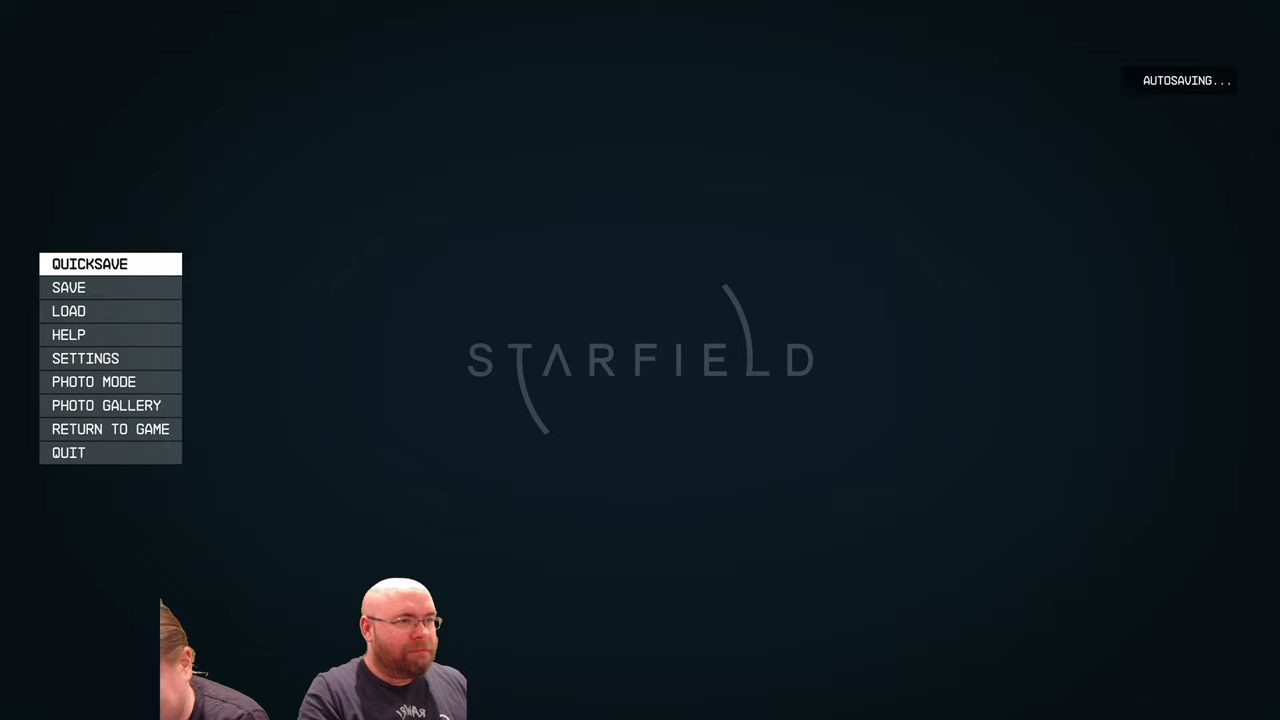 AUTOSAVING...
QUICKSAVE
SAVE
LOAD
HELP
SETTINGS
PHOTO MODE
PHOTO GALLERY
RETURN TO GAME
QUIT
STARFIELD